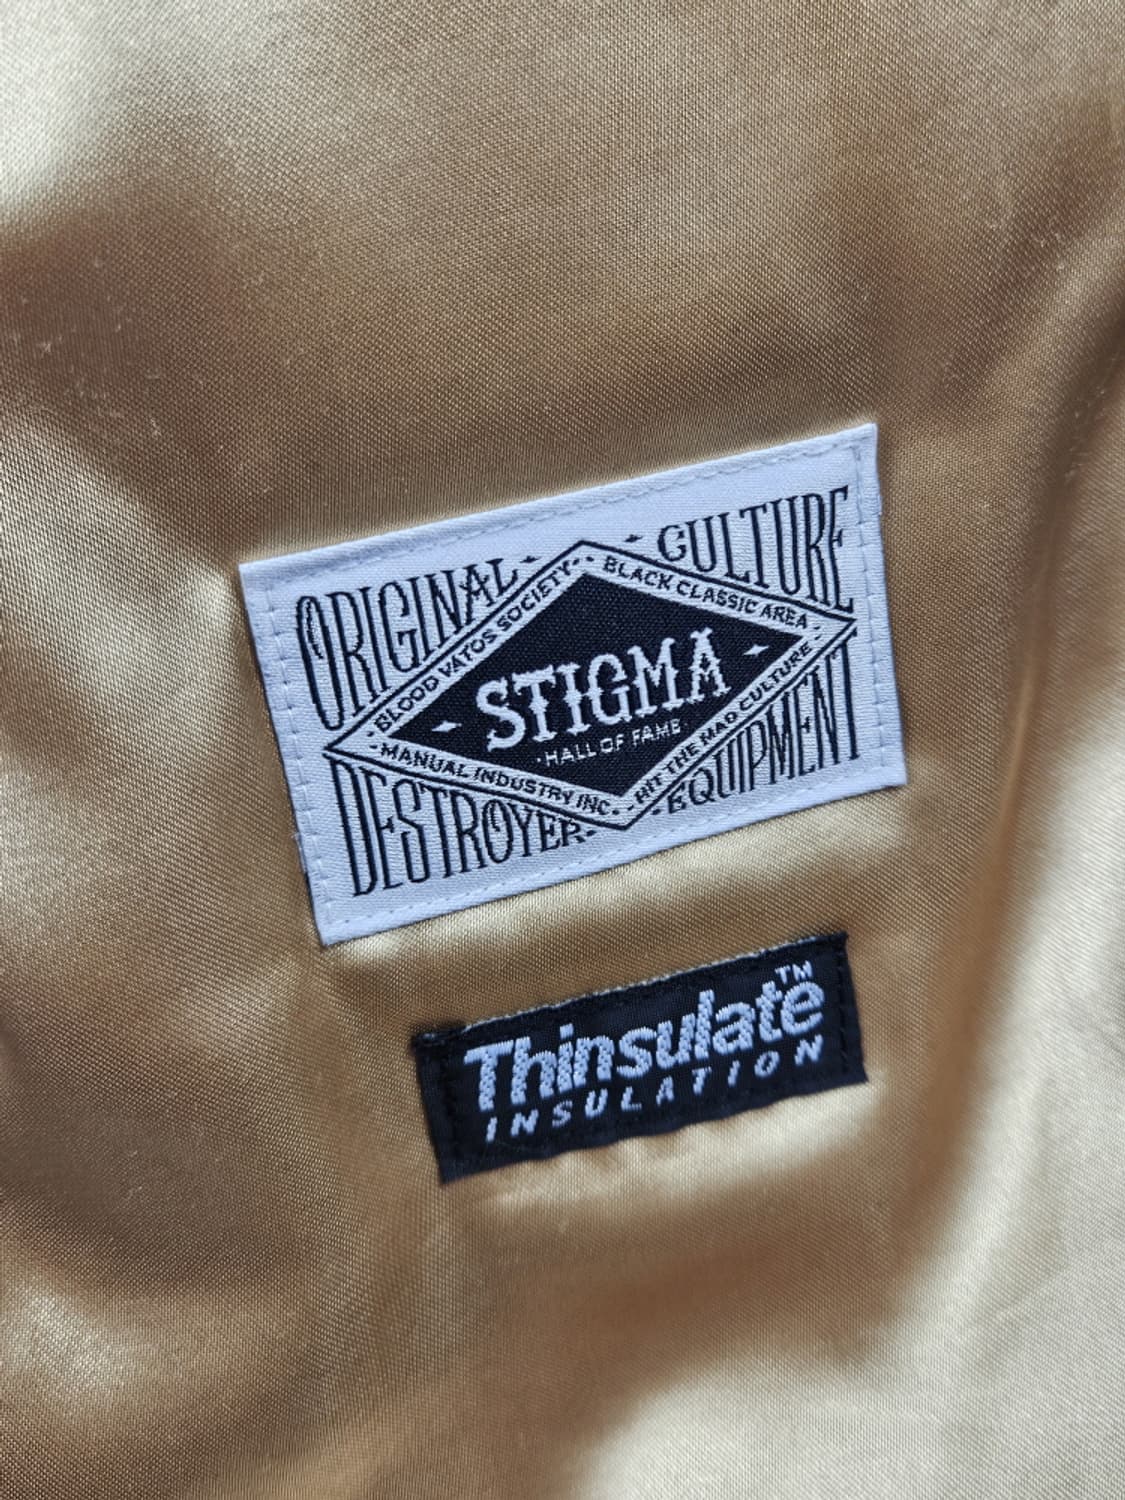 ORIGINAL
CULTURE
BLOOD VATOS SOCIETY
BLACK CLASSIC AREA
STIGMA
HALL OF FAME
MANUAL INDUSTRY INC.
HIT THE MAD CULTURE
DESTROYER
EQUIPMENT
Thinsulate™
INSULATION